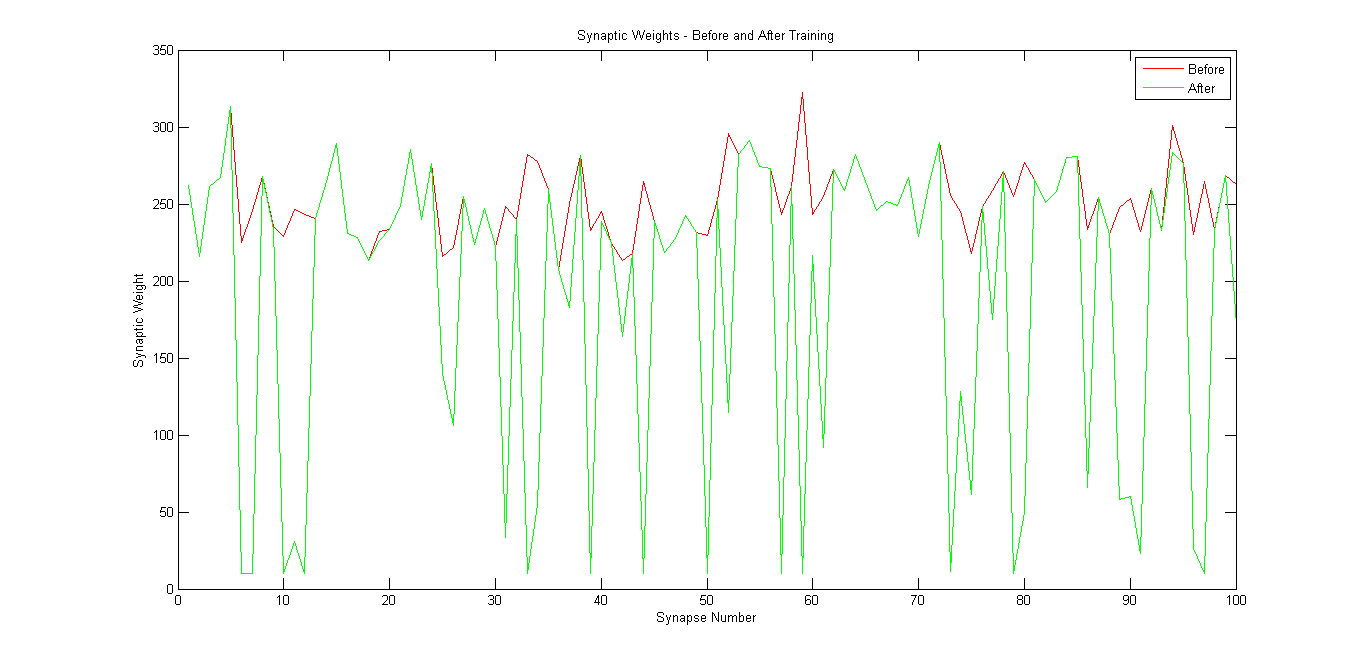 Synaptic Weights - Before and After Training
350
300
250
200
150
100
50
0
Synaptic Weight
Before
After
0 10 20 30 40 50 60 70 80 90 100
Synapse Number